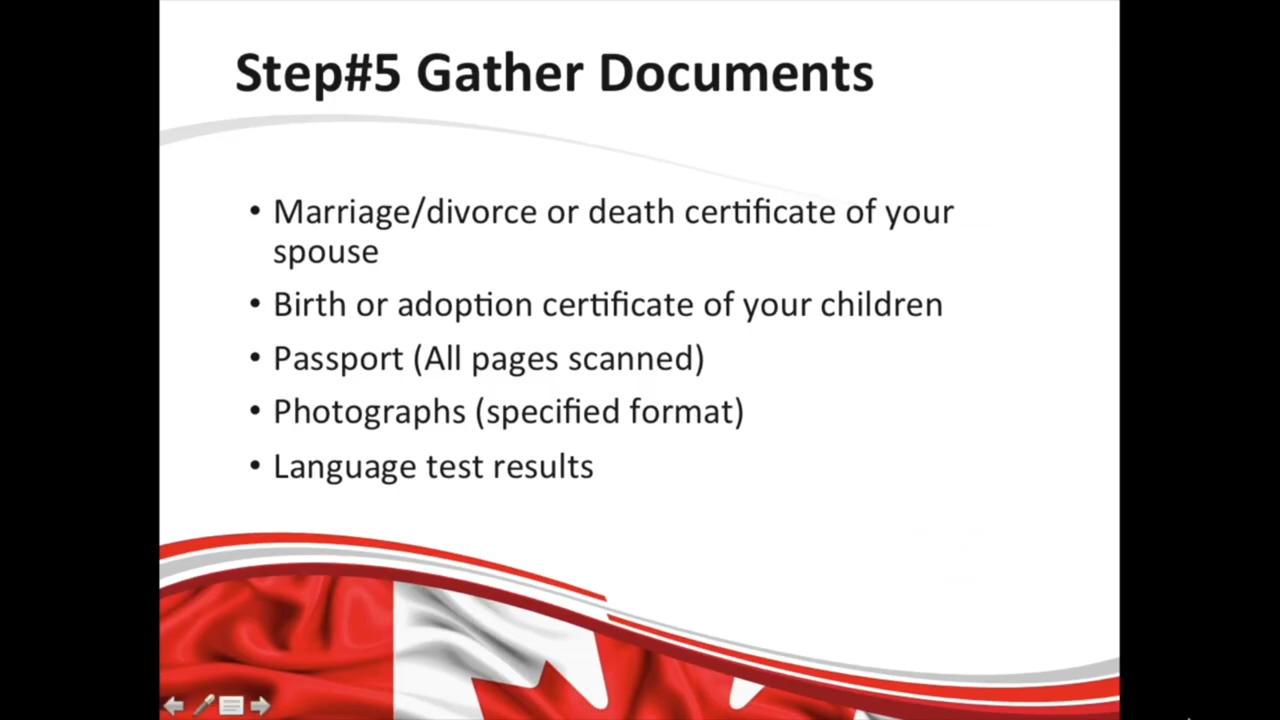 Step#5 Gather Documents
• Marriage/divorce or death certificate of your
spouse
• Birth or adoption certificate of your children
• Passport (All pages scanned)
• Photographs (specified format)
• Language test results